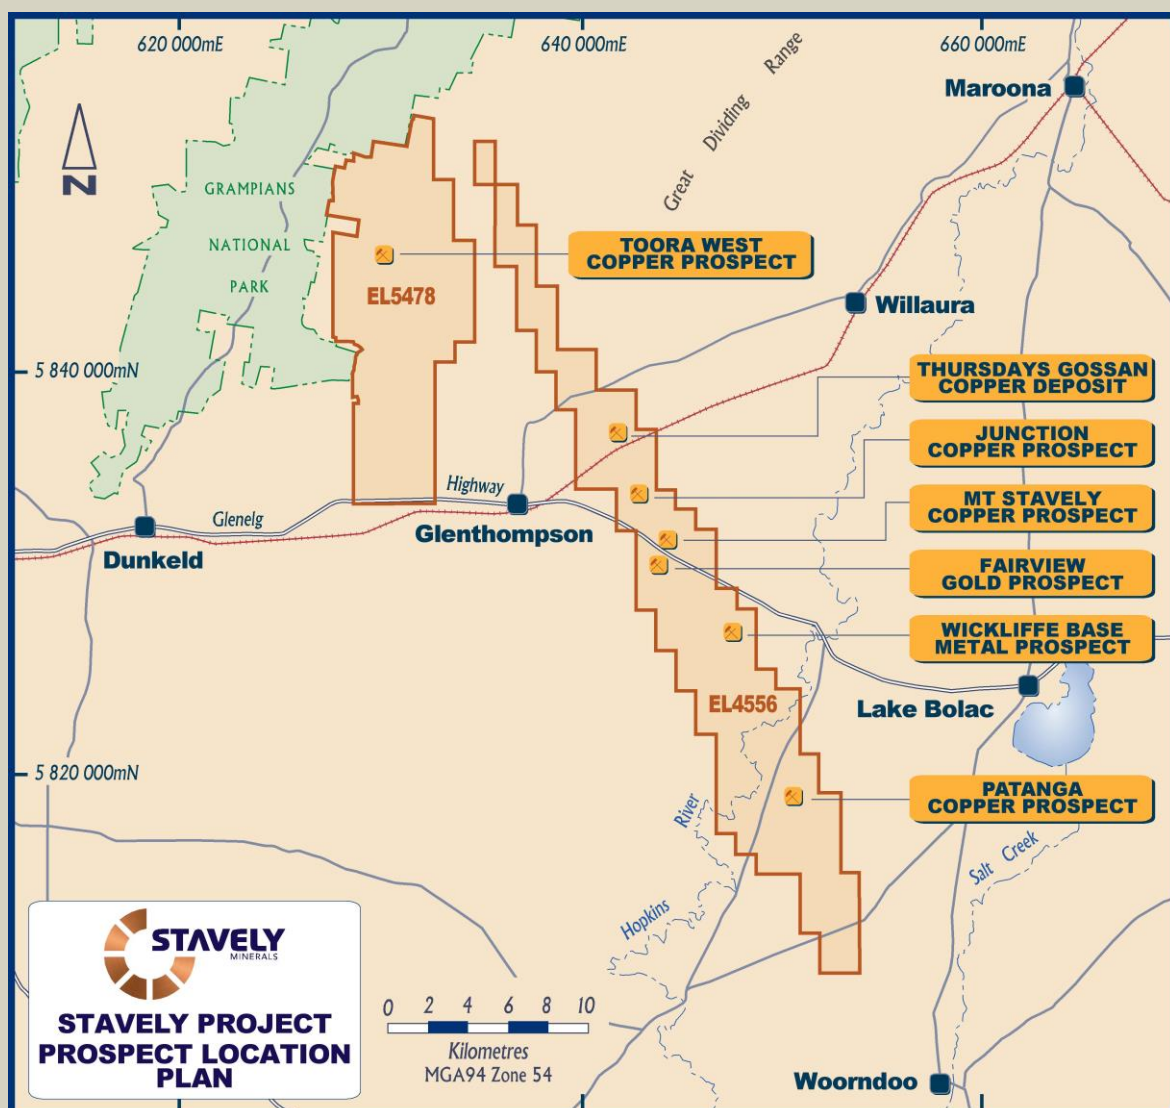 620 000mE
640 000mE
660 000mE
Great Dividing Range
Maroona
N
GRAMPIANS
NATIONAL
PARK
TOORA WEST
COPPER PROSPECT
EL5478
Willaura
5 840 000mN
THURSDAYS GOSSAN
COPPER DEPOSIT
JUNCTION
COPPER PROSPECT
Highway
MT STAVELY
COPPER PROSPECT
Glenelg
Glenthompson
Dunkeld
FAIRVIEW
GOLD PROSPECT
WICKLIFFE BASE
METAL PROSPECT
EL4556
Lake Bolac
5 820 000mN
PATANGA
COPPER PROSPECT
River
Hopkins
Salt Creek
STAVELY
MINERALS
STAVELY PROJECT
PROSPECT LOCATION
PLAN
0 2 4 6 8 10
Kilometres
MGA94 Zone 54
Woorndoo